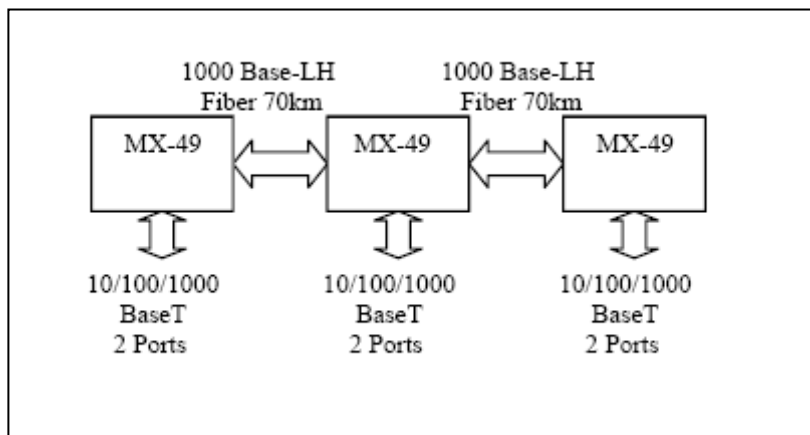 1000 Base-LH
Fiber 70km
1000 Base-LH
Fiber 70km
MX-49
MX-49
MX-49
10/100/1000
BaseT
2 Ports
10/100/1000
BaseT
2 Ports
10/100/1000
BaseT
2 Ports